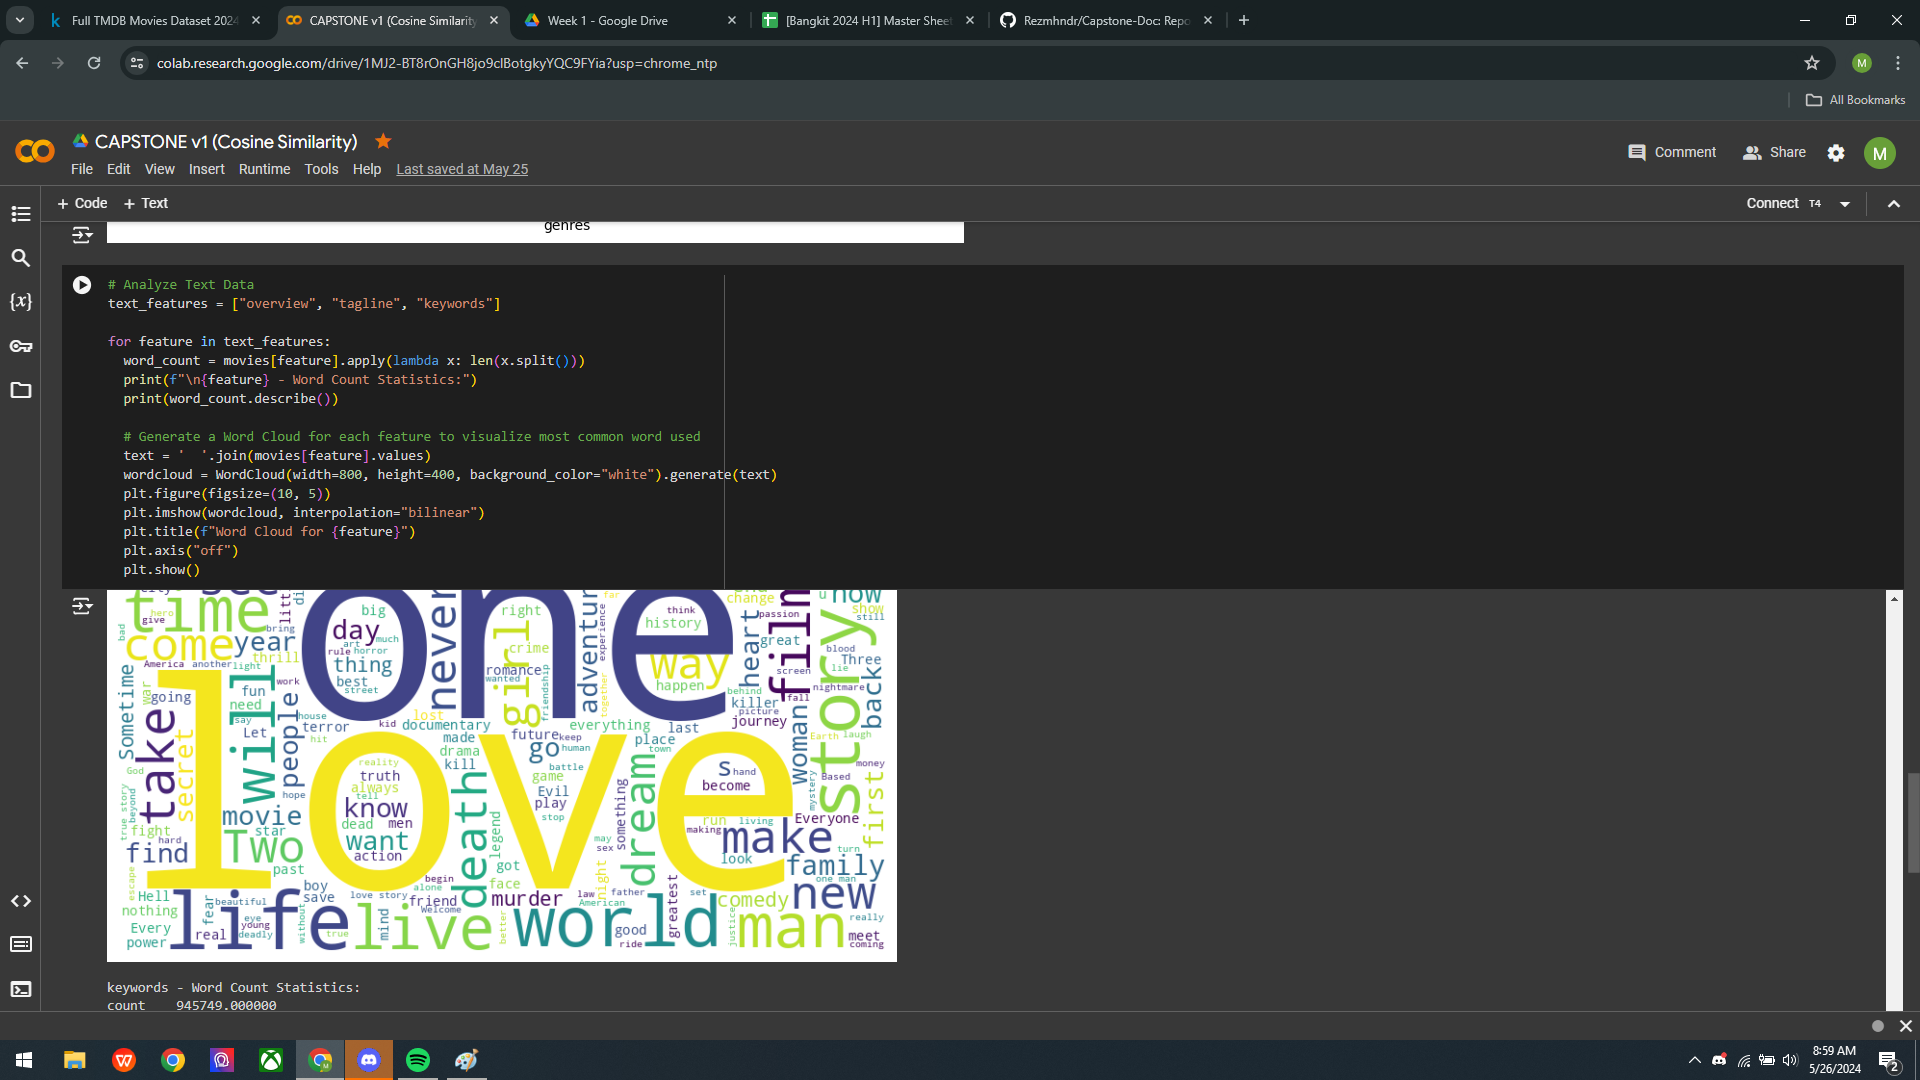 Full TMDB Movies Dataset 2024
CAPSTONE v1 (Cosine Similarity
Week 1 - Google Drive
[Bangkit 2024 H1] Master Sheet
Rezmhndr/Capstone-Doc: Repo
colab.research.google.com/drive/1MJ2-BT8rOnGH8jo9clBotgkyYQC9FYia?usp=chrome_ntp
M
All Bookmarks
CAPSTONE v1 (Cosine Similarity)
Comment
Share
M
File Edit View Insert Runtime Tools Help Last saved at May 25
+ Code + Text
Connect T4
genres
# Analyze Text Data
text_features = ["overview", "tagline", "keywords"]
for feature in text_features:
word_count = movies[feature].apply(lambda x: len(x.split()))
print(f"\n{feature} - Word Count Statistics:")
print(word_count.describe())
# Generate a Word Cloud for each feature to visualize most common word used
text = '  '.join(movies[feature].values)
wordcloud = WordCloud(width=800, height=400, background_color="white").generate(text)
plt.figure(figsize=(10, 5))
plt.imshow(wordcloud, interpolation="bilinear")
plt.title(f"Word Cloud for {feature}")
plt.axis("off")
plt.show()
time
one
never
big
right
think
change
film
now
show
still
hero
give
bad
bring
day
art
much
history
experience
passion
great
come
year
thrill
rule
horror
thing
best
street
girl
crime
romance
wanted
adventur
way
happen
heart
screen
story
blood
Three
lie
nightmare
America
another
light
war
going
work
fun
need
say
Let
will
people
house
terror
hit
kid
lost
documentary
friendship
together
everything
last
behind
killer
picture
journey
fall
back
Sometime
take
secret
God
love
made
drama
kill
future
keep
go
human
place
town
woman
Earth
laugh
money
reality
truth
always
tell
know
dead
men
want
action
death
battle
game
Evil
play
stop
something
dream
s
hand
become
mystery
Based
first
true story
beyond
hope
movie
star
Two
past
fight
hard
find
legend
got
may
sex
run
living
making
make
look
Everyone
turn
family
one man
escape
Hell
nothing
Every
power
fear
beautiful
eye
young
deadly
real
life
boy
save
without
true
love story
begin
alone
friend
Welcome
mind
live
face
murder
better
night
law
American
father
world
good
ride
greatest
set
comedy
justice
man
new
really
meet
coming
keywords - Word Count Statistics:
count    945749.000000
8:59 AM
5/26/2024
2